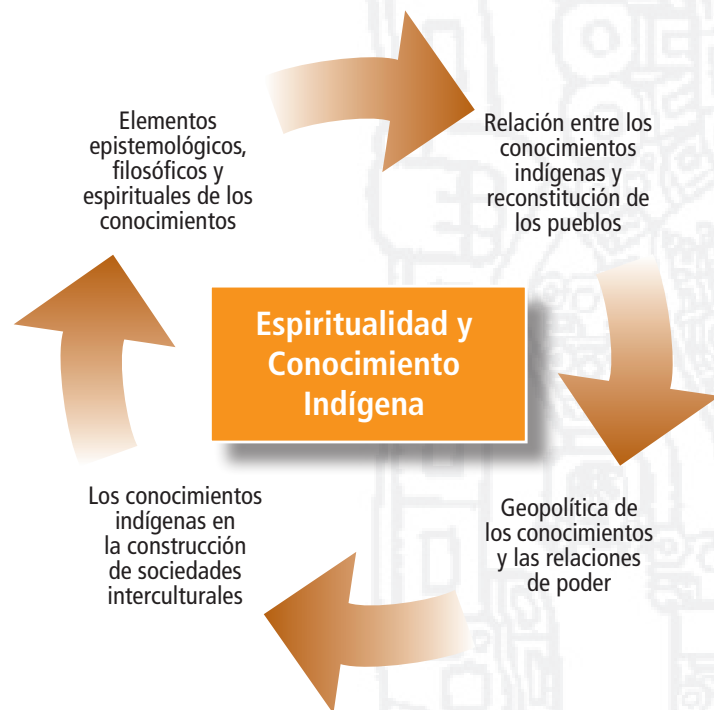 Elementos
epistemológicos,
filosóficos y
espirituales de los
conocimientos
Relación entre los
conocimientos
indígenas y
reconstitución de
los pueblos
Espiritualidad y
Conocimiento
Indígena
Los conocimientos
indígenas en
la construcción
de sociedades
interculturales
Geopolítica de
los conocimientos
y las relaciones
de poder